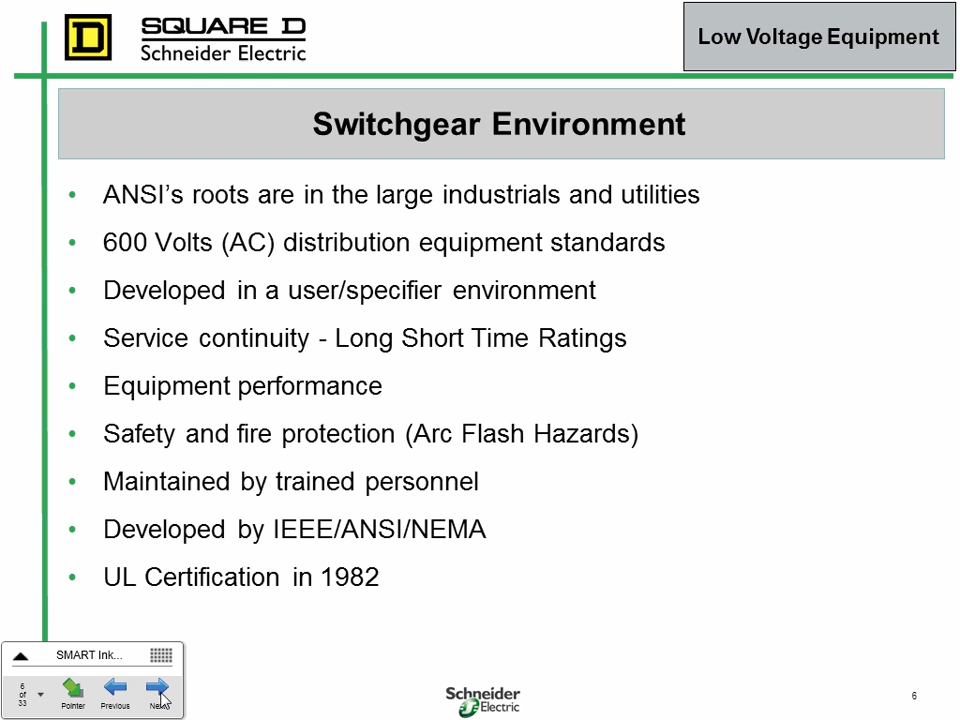 SQUARE D
Schneider Electric
Low Voltage Equipment
Switchgear Environment
• ANSI’s roots are in the large industrials and utilities
• 600 Volts (AC) distribution equipment standards
• Developed in a user/specifier environment
• Service continuity - Long Short Time Ratings
• Equipment performance
• Safety and fire protection (Arc Flash Hazards)
• Maintained by trained personnel
• Developed by IEEE/ANSI/NEMA
• UL Certification in 1982
SMART Ink...
6
of
33
Pointer Previous
Schneider
Electric
6